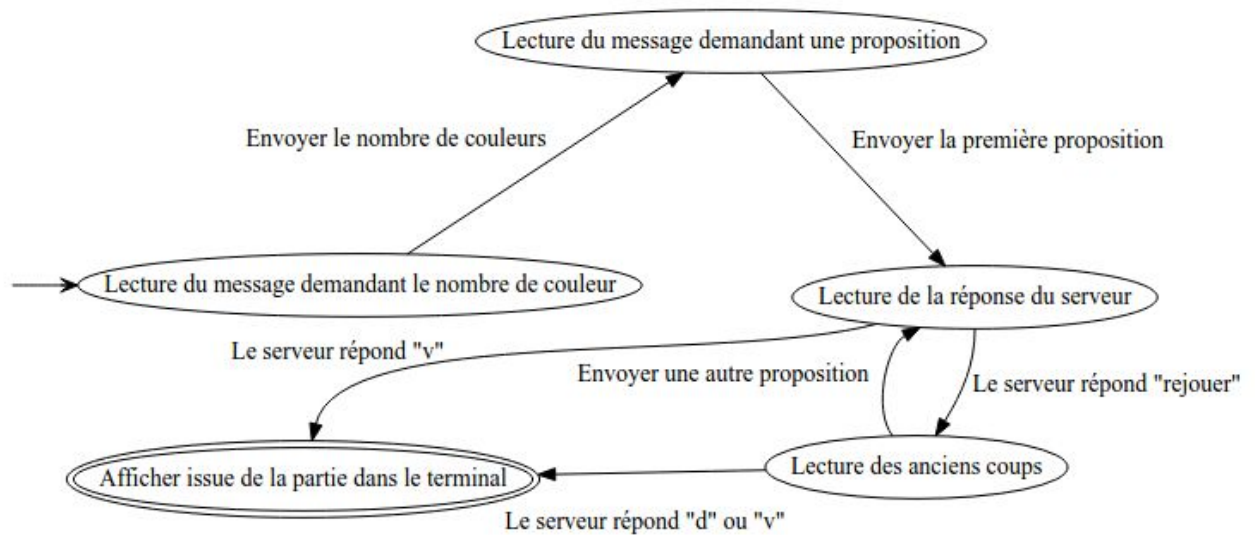 Lecture du message demandant une proposition
Envoyer le nombre de couleurs
Envoyer la première proposition
Lecture du message demandant le nombre de couleur
Lecture de la réponse du serveur
Le serveur répond "v"
Envoyer une autre proposition
Le serveur répond "rejouer"
Afficher issue de la partie dans le terminal
Lecture des anciens coups
Le serveur répond "d" ou "v"